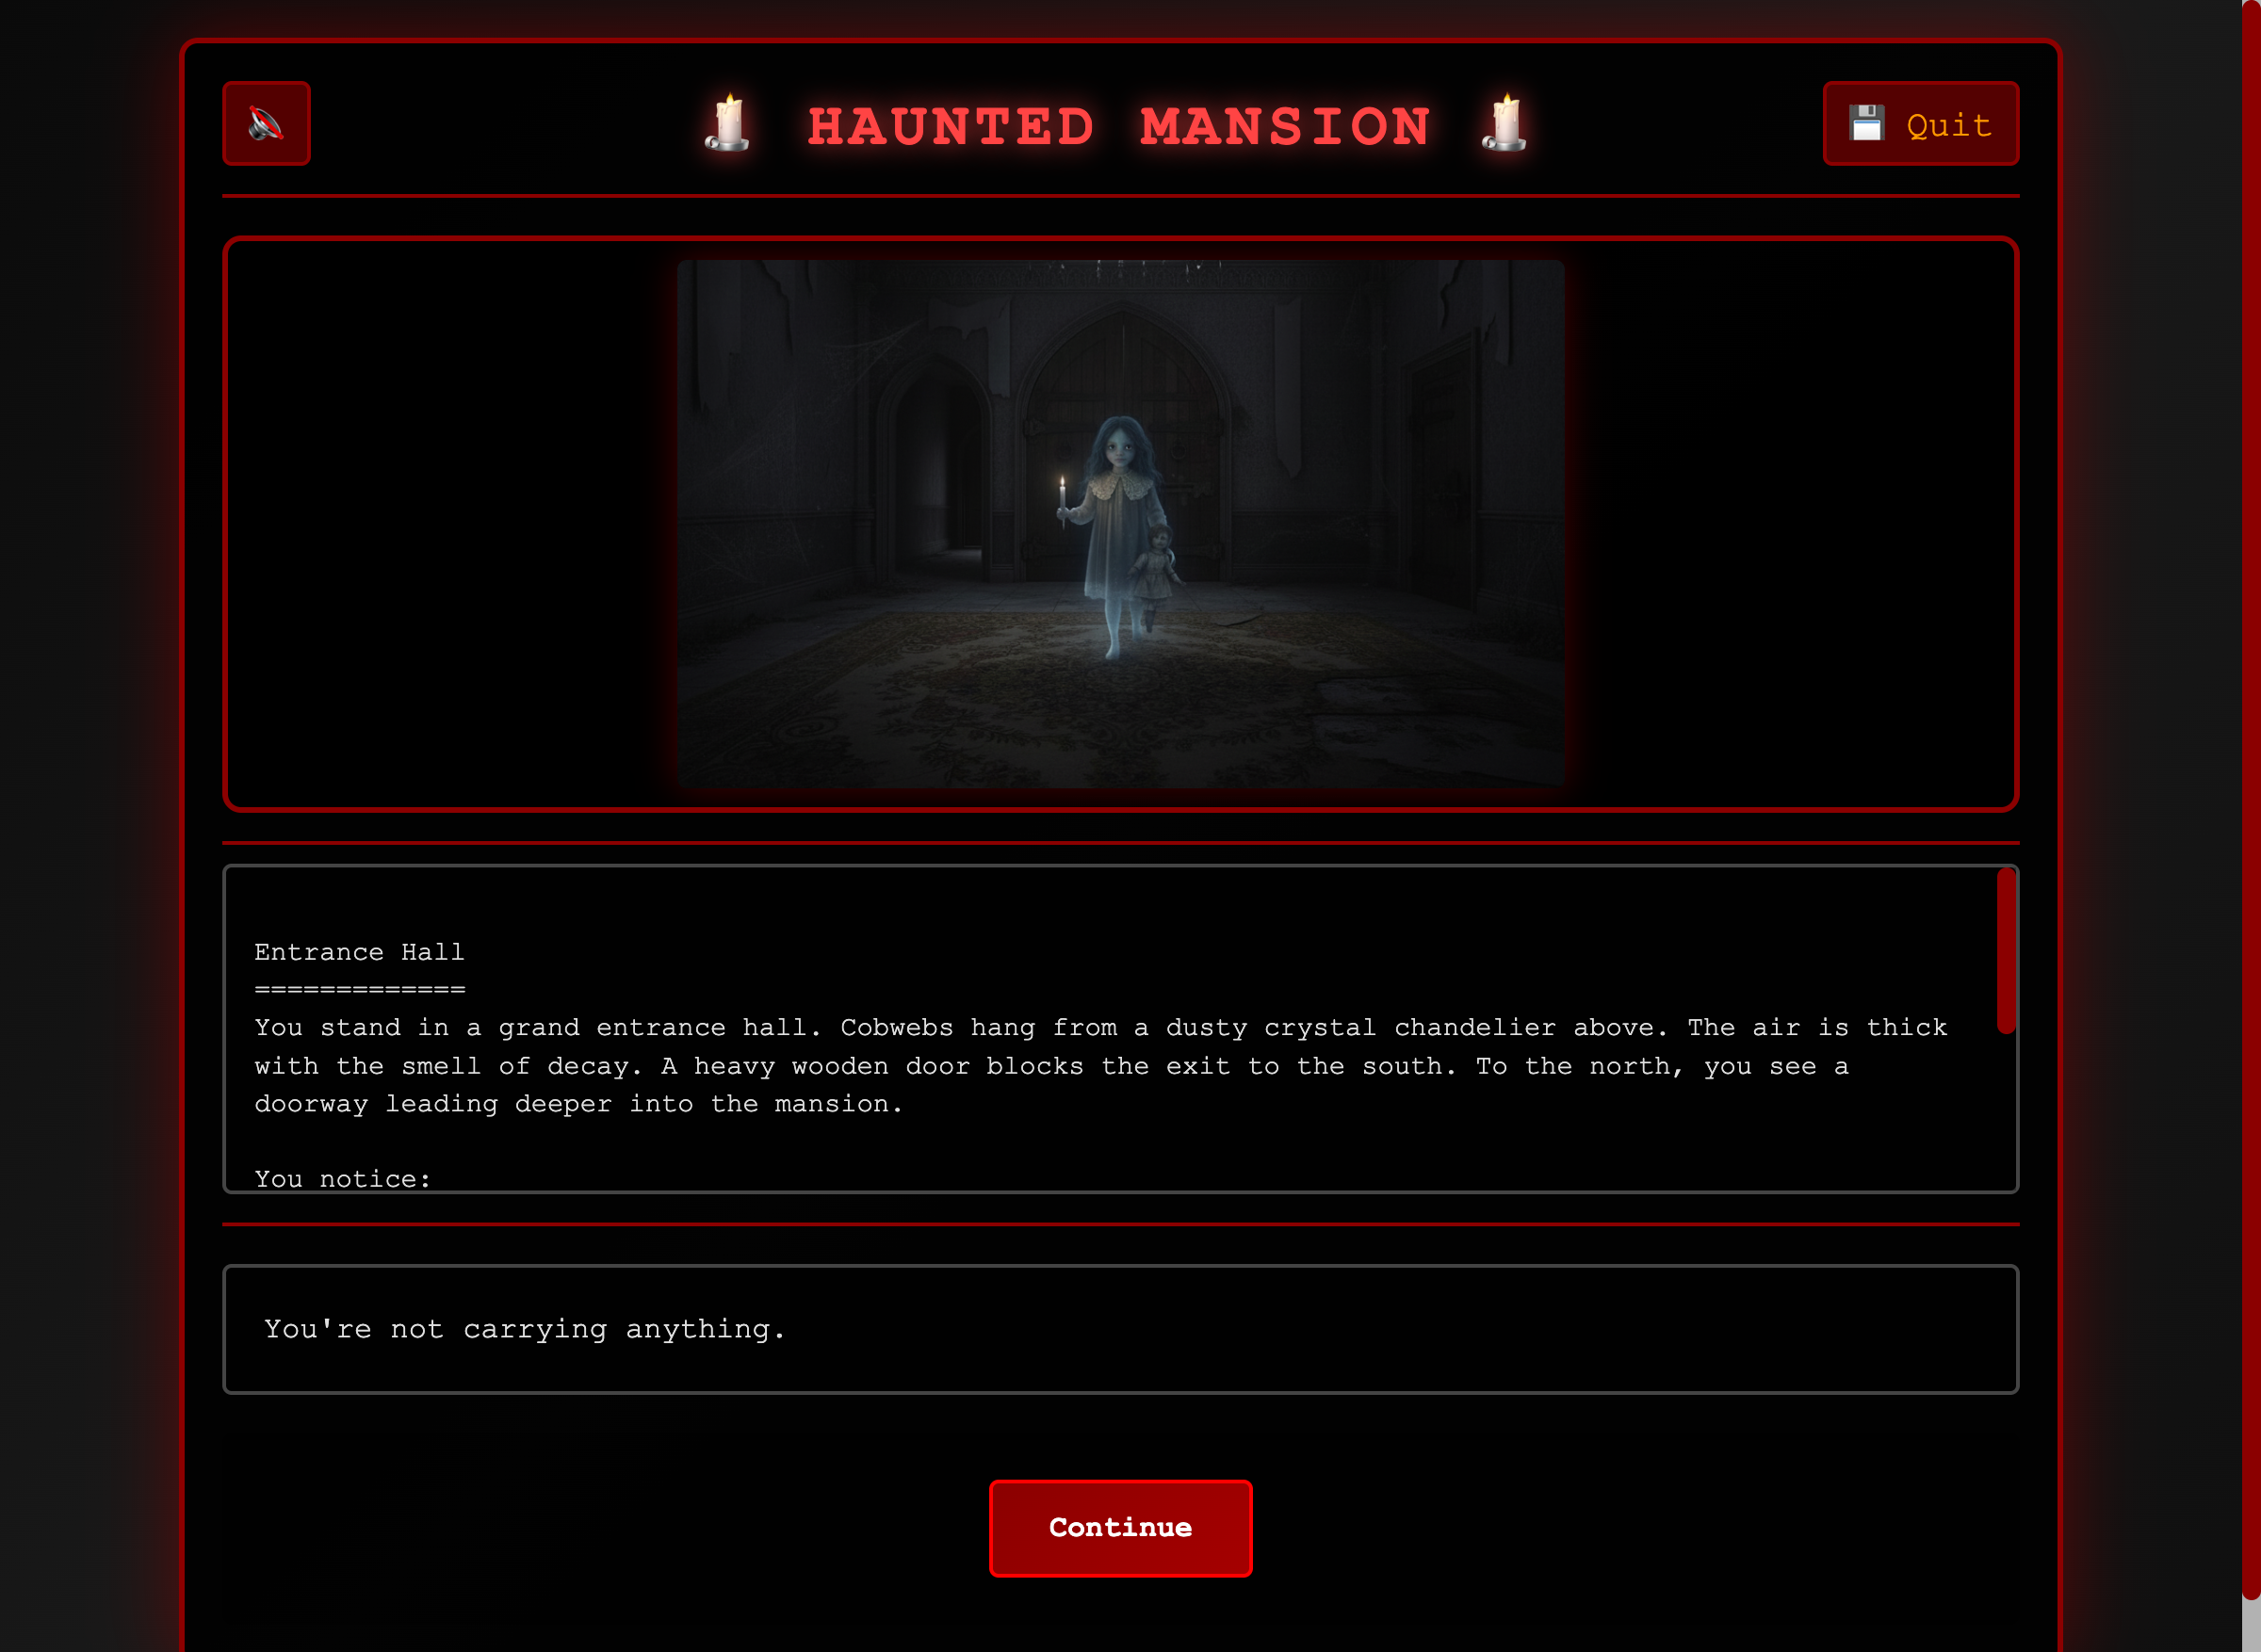 HAUNTED MANSION
Quit
Entrance Hall
=============
You stand in a grand entrance hall. Cobwebs hang from a dusty crystal chandelier above. The air is thick
with the smell of decay. A heavy wooden door blocks the exit to the south. To the north, you see a
doorway leading deeper into the mansion.
You notice:
You're not carrying anything.
Continue